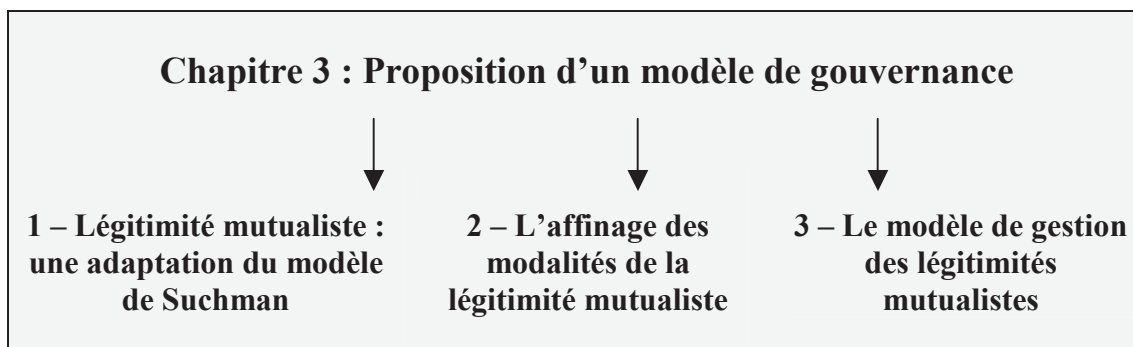 Chapitre 3 : Proposition d’un modèle de gouvernance
1 – Légitimité mutualiste :
une adaptation du modèle
de Suchman
2 – L’affinage des
modalités de la
légitimité mutualiste
3 – Le modèle de gestion
des légitimités
mutualistes